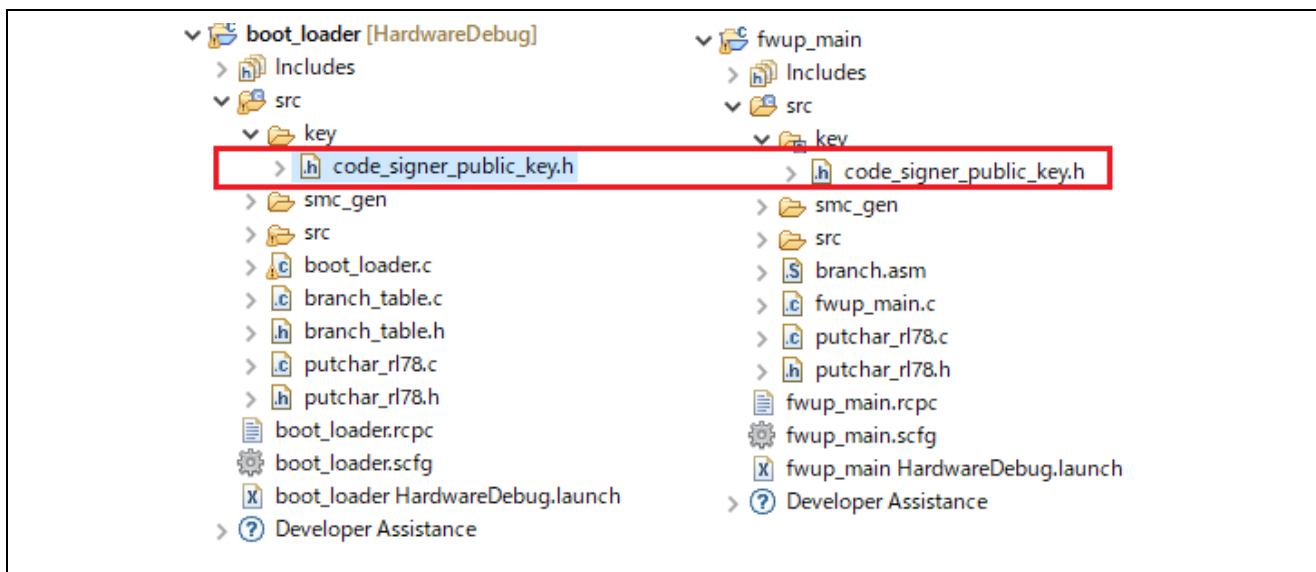 boot_loader [HardwareDebug]
Includes
src
key
code_signer_public_key.h
smc_gen
src
boot_loader.c
branch_table.c
branch_table.h
putchar_rl78.c
putchar_rl78.h
boot_loader.rcpc
boot_loader.scfg
boot_loader HardwareDebug.launch
Developer Assistance
fwup_main
Includes
src
key
code_signer_public_key.h
smc_gen
src
branch.asm
fwup_main.c
putchar_rl78.c
putchar_rl78.h
fwup_main.rcpc
fwup_main.scfg
fwup_main HardwareDebug.launch
Developer Assistance